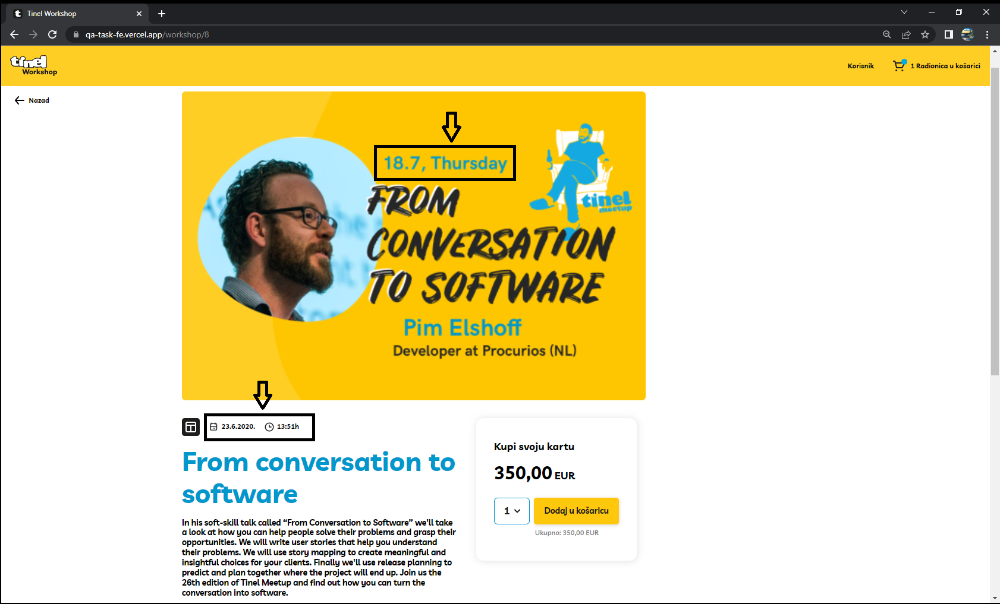 Tinel Workshop
qa-task-fe.vercel.app/workshop/8
tinel
Workshop
Korisnik
1 Radionica u košarici
Nazad
18.7, Thursday
FROM
CONVERSATION
TO SOFTWARE
tinel
meetup
Pim Elshoff
Developer at Procurios (NL)
23.6.2020.
13:51h
From conversation to
software
In his soft-skill talk called “From Conversation to Software” we'll take
a look at how you can help people solve their problems and grasp their
opportunities. We will write user stories that help you understand
their problems. We will use story mapping to create meaningful and
insightful choices for your clients. Finally we'll use release planning to
predict and plan together where the project will end up. Join us the
26th edition of Tinel Meetup and find out how you can turn the
conversation into software.
Kupi svoju kartu
350,00 EUR
1
Dodaj u košaricu
Ukupno: 350,00 EUR